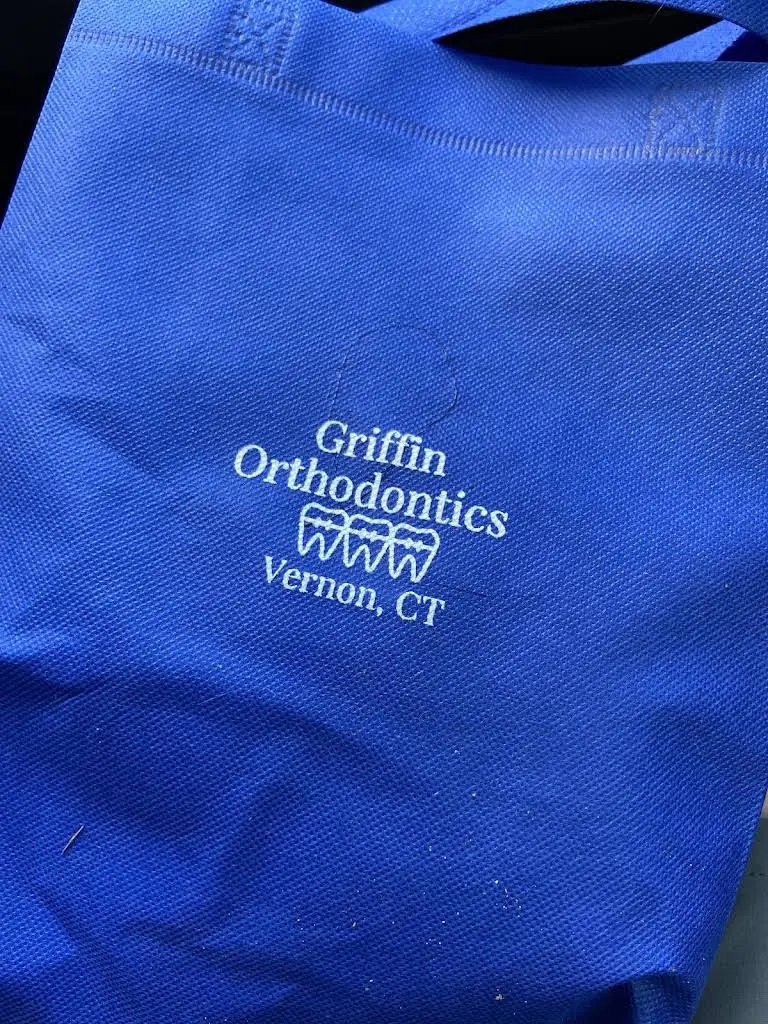 Griffin
Orthodontics
Vernon, CT